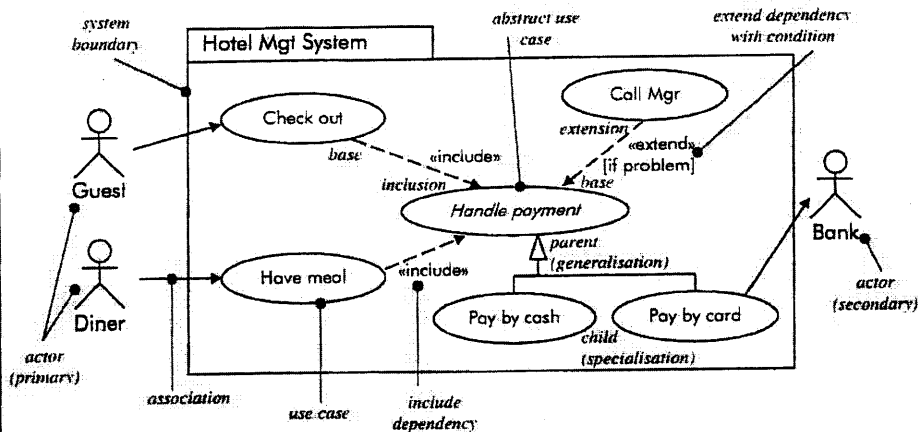 system
boundary
Hotel Mgt System
abstract use
case
extend dependency
with condition
Check out
Call Mgr
extension
base
«include»
«extend»
[if problem]
inclusion
base
Guest
Handle payment
Bank
parent
(generalisation)
Have meal
«include»
actor
(secondary)
Diner
Pay by cash
Pay by card
child
(specialisation)
actor
(primary)
association
use case
include
dependency